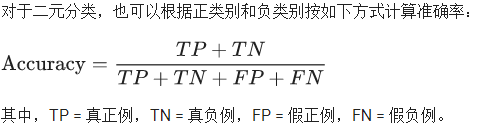 对于二元分类，也可以根据正类别和负类别按如下方式计算准确率：
Accuracy = \frac{TP + TN}{TP + TN + FP + FN}
其中，TP = 真正例，TN = 真负例，FP = 假正例，FN = 假负例。